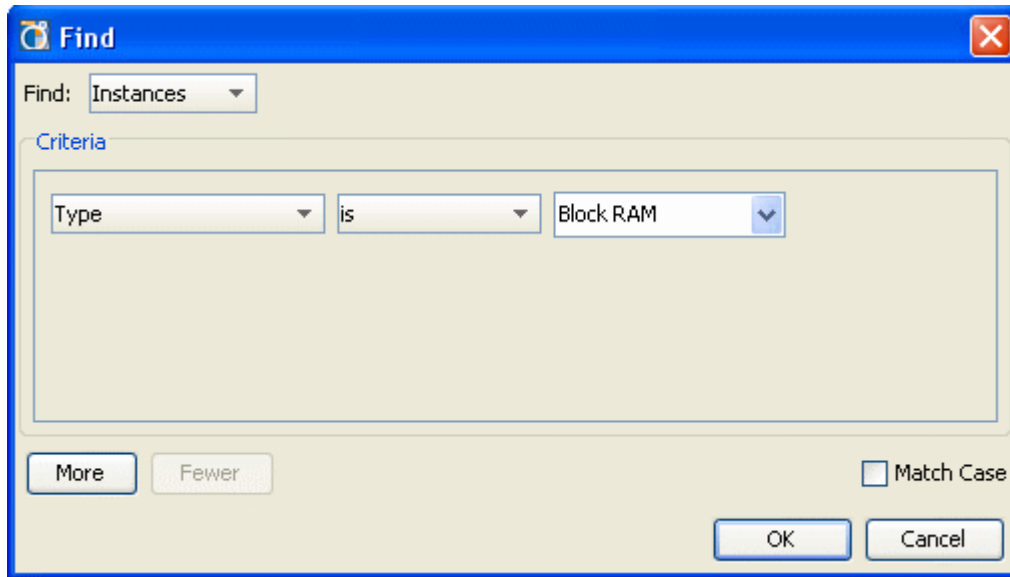 Find
Find: Instances
Criteria
Type is Block RAM
More Fewer Match Case
OK Cancel